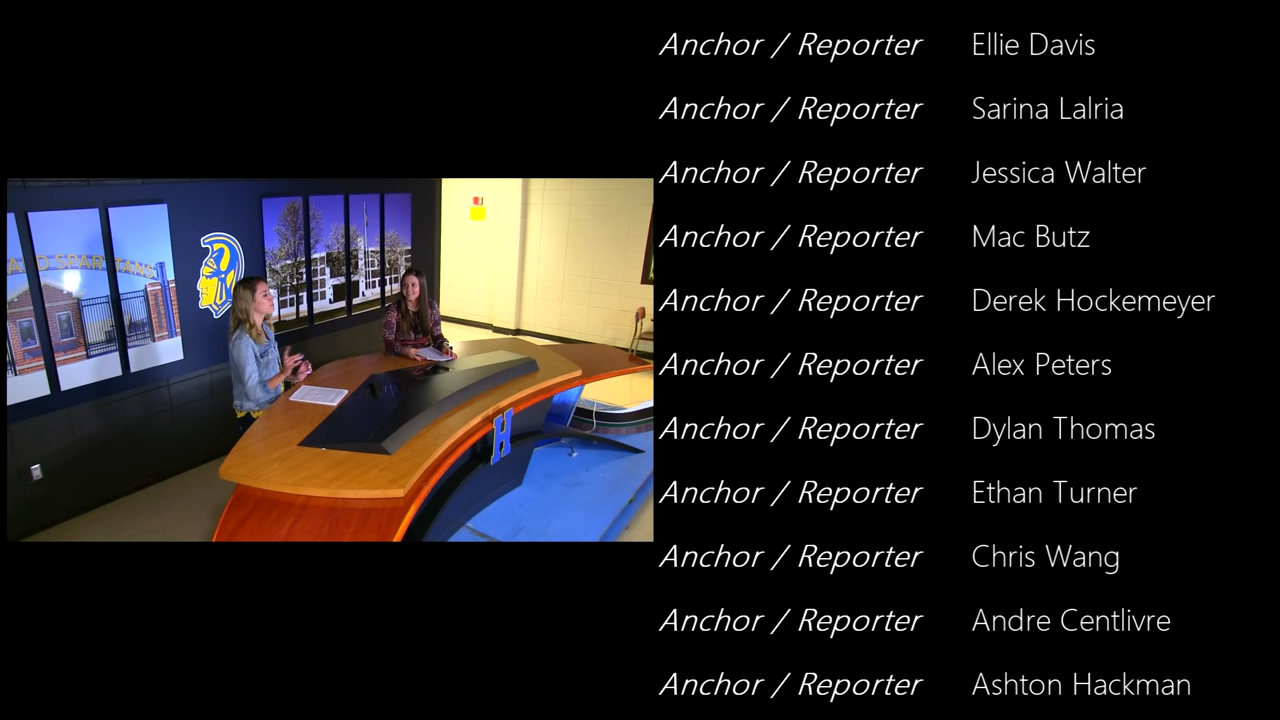 Anchor / Reporter Ellie Davis
Anchor / Reporter Sarina Lalria
Anchor / Reporter Jessica Walter
Anchor / Reporter Mac Butz
Anchor / Reporter Derek Hockemeyer
Anchor / Reporter Alex Peters
Anchor / Reporter Dylan Thomas
Anchor / Reporter Ethan Turner
Anchor / Reporter Chris Wang
Anchor / Reporter Andre Centlivre
Anchor / Reporter Ashton Hackman
SPARTANS
H